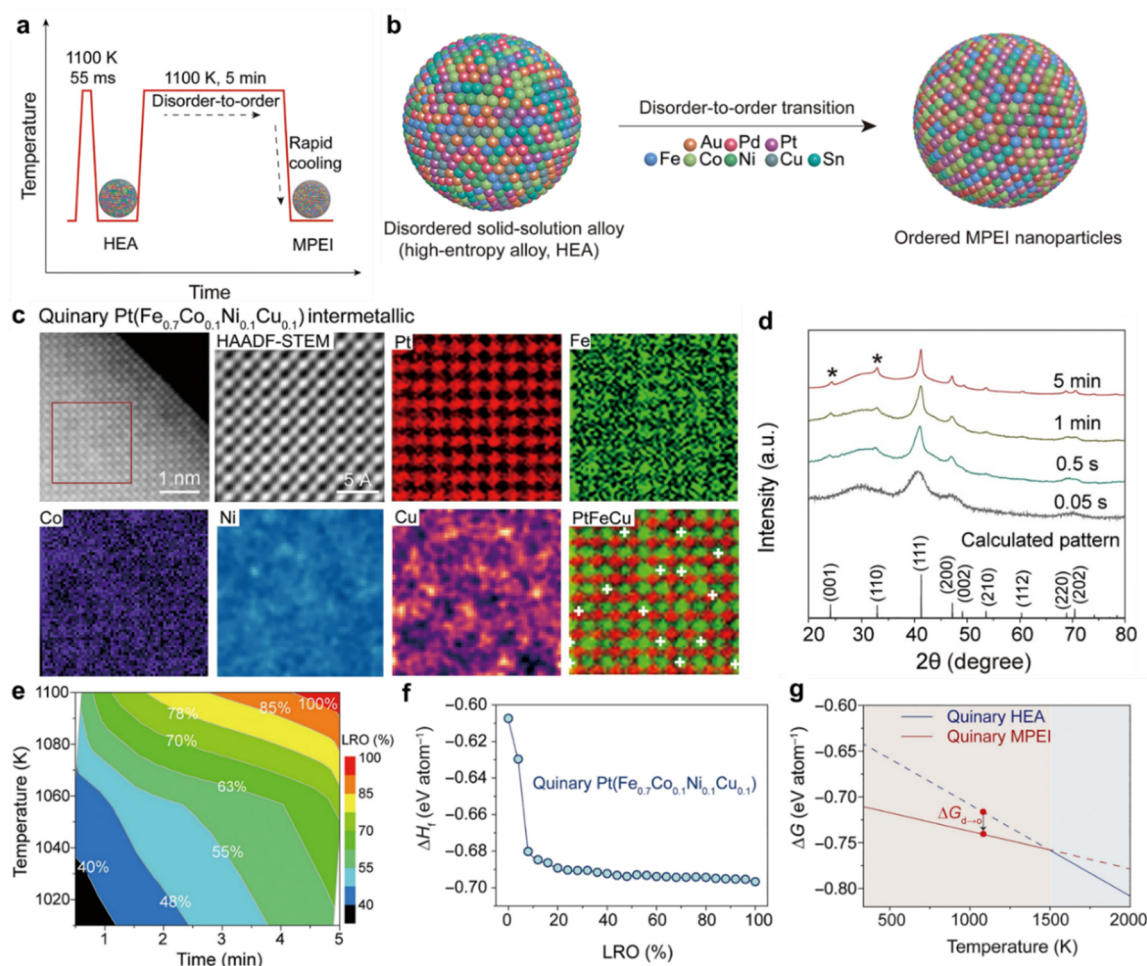 a
1100 K
55 ms
1100 K, 5 min
Disorder-to-order
Rapid
cooling
HEA
MPEI
Temperature
Time
b
Disorder-to-order transition
Au Pd Pt
Fe Co Ni Cu Sn
Disordered solid-solution alloy
(high-entropy alloy, HEA)
Ordered MPEI nanoparticles
c
Quinary Pt(Fe0.7Co0.1Ni0.1Cu0.1) intermetallic
HAADF-STEM
Pt
Fe
1 nm
5 Å
Co
Ni
Cu
PtFeCu
d
* *
5 min
1 min
0.5 s
0.05 s
Calculated pattern
(001)
(110)
(111)
(200)
(002)
(210)
(112)
(220)
(202)
Intensity (a.u.)
20 30 40 50 60 70 80
2θ (degree)
e
1100
1080
1060
1040
1020
Temperature (K)
78%
85%
100%
70%
63%
55%
40%
48%
1 2 3 4 5
Time (min)
LRO (%)
100
85
70
55
40
f
−0.60
−0.62
−0.64
−0.66
−0.68
−0.70
ΔHf (eV atom−1)
Quinary Pt(Fe0.7Co0.1Ni0.1Cu0.1)
0 20 40 60 80 100
LRO (%)
g
−0.60
−0.65
−0.70
−0.75
−0.80
ΔG (eV atom−1)
Quinary HEA
Quinary MPEI
ΔGd→o
500 1000 1500 2000
Temperature (K)